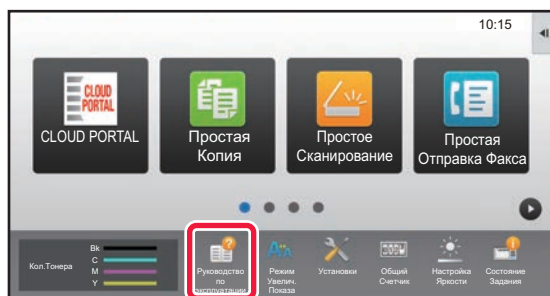 10:15
CLOUD
PORTAL
CLOUD PORTAL
Простая
Копия
Простое
Сканирование
Простая
Отправка Факса
Кол.Тонера
Bk
C
M
Y
Руководство
по
эксплуатации
Режим
Увелич.
Показа
Установки
Общий
Счетчик
Настройка
Яркости
Состояние
Задания